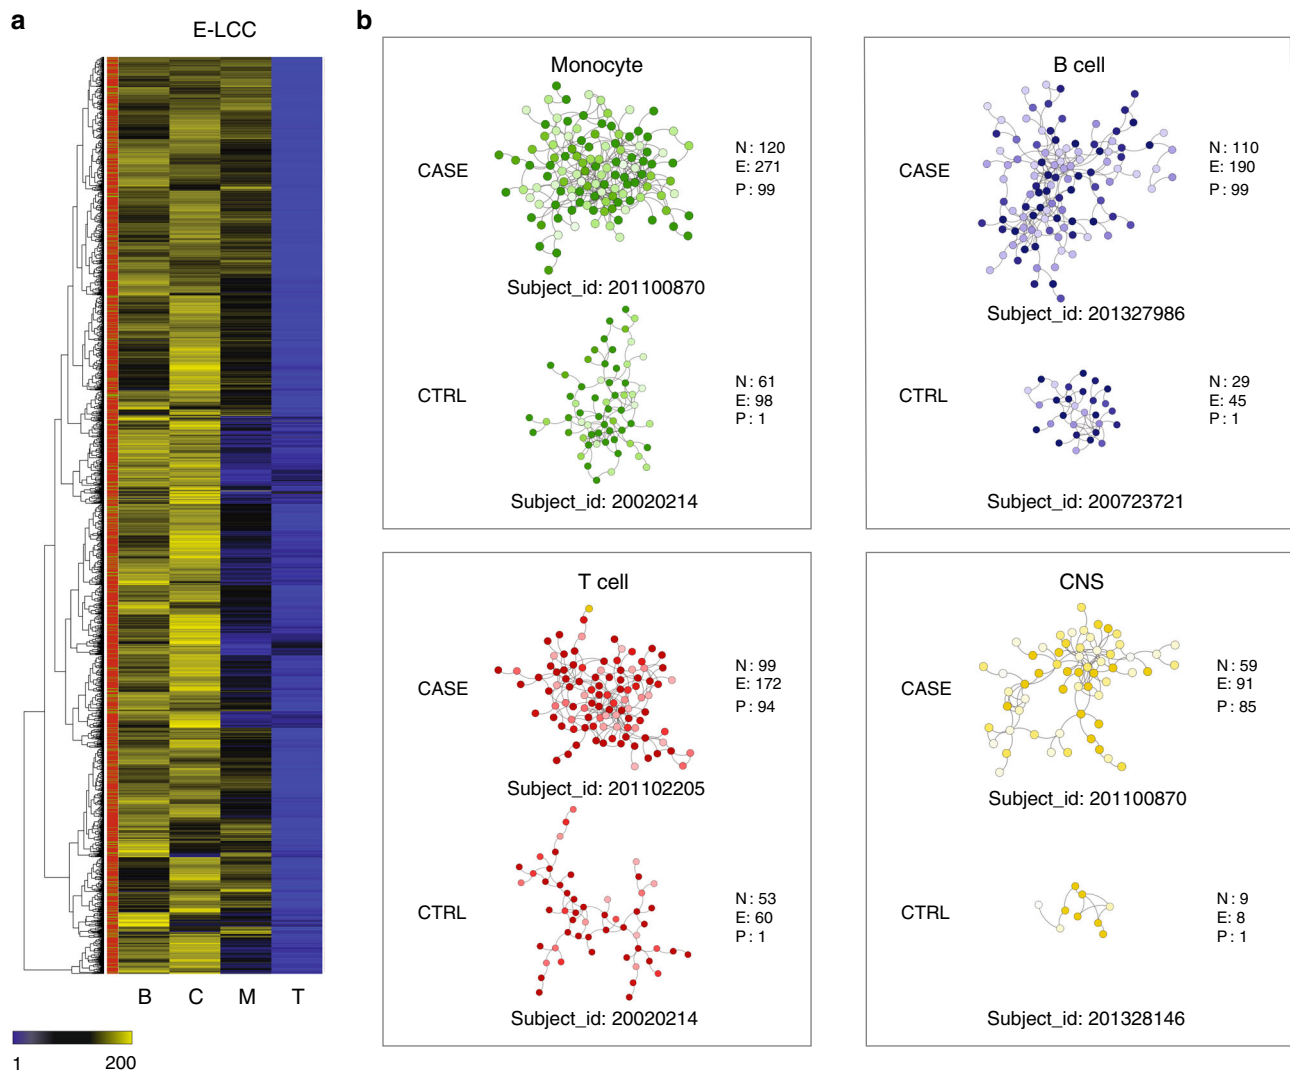 a
E-LCC
B C M T
1 200
b
Monocyte
CASE
N : 120
E: 271
P : 99
Subject_id: 201100870
CTRL
N : 61
E : 98
P : 1
Subject_id: 20020214
B cell
CASE
N : 110
E : 190
P : 99
Subject_id: 201327986
CTRL
N : 29
E: 45
P : 1
Subject_id: 200723721
T cell
CASE
N : 99
E : 172
P : 94
Subject_id: 201102205
CTRL
N : 53
E : 60
P : 1
Subject_id: 20020214
CNS
CASE
N : 59
E : 91
P : 85
Subject_id: 201100870
CTRL
N : 9
E : 8
P : 1
Subject_id: 201328146